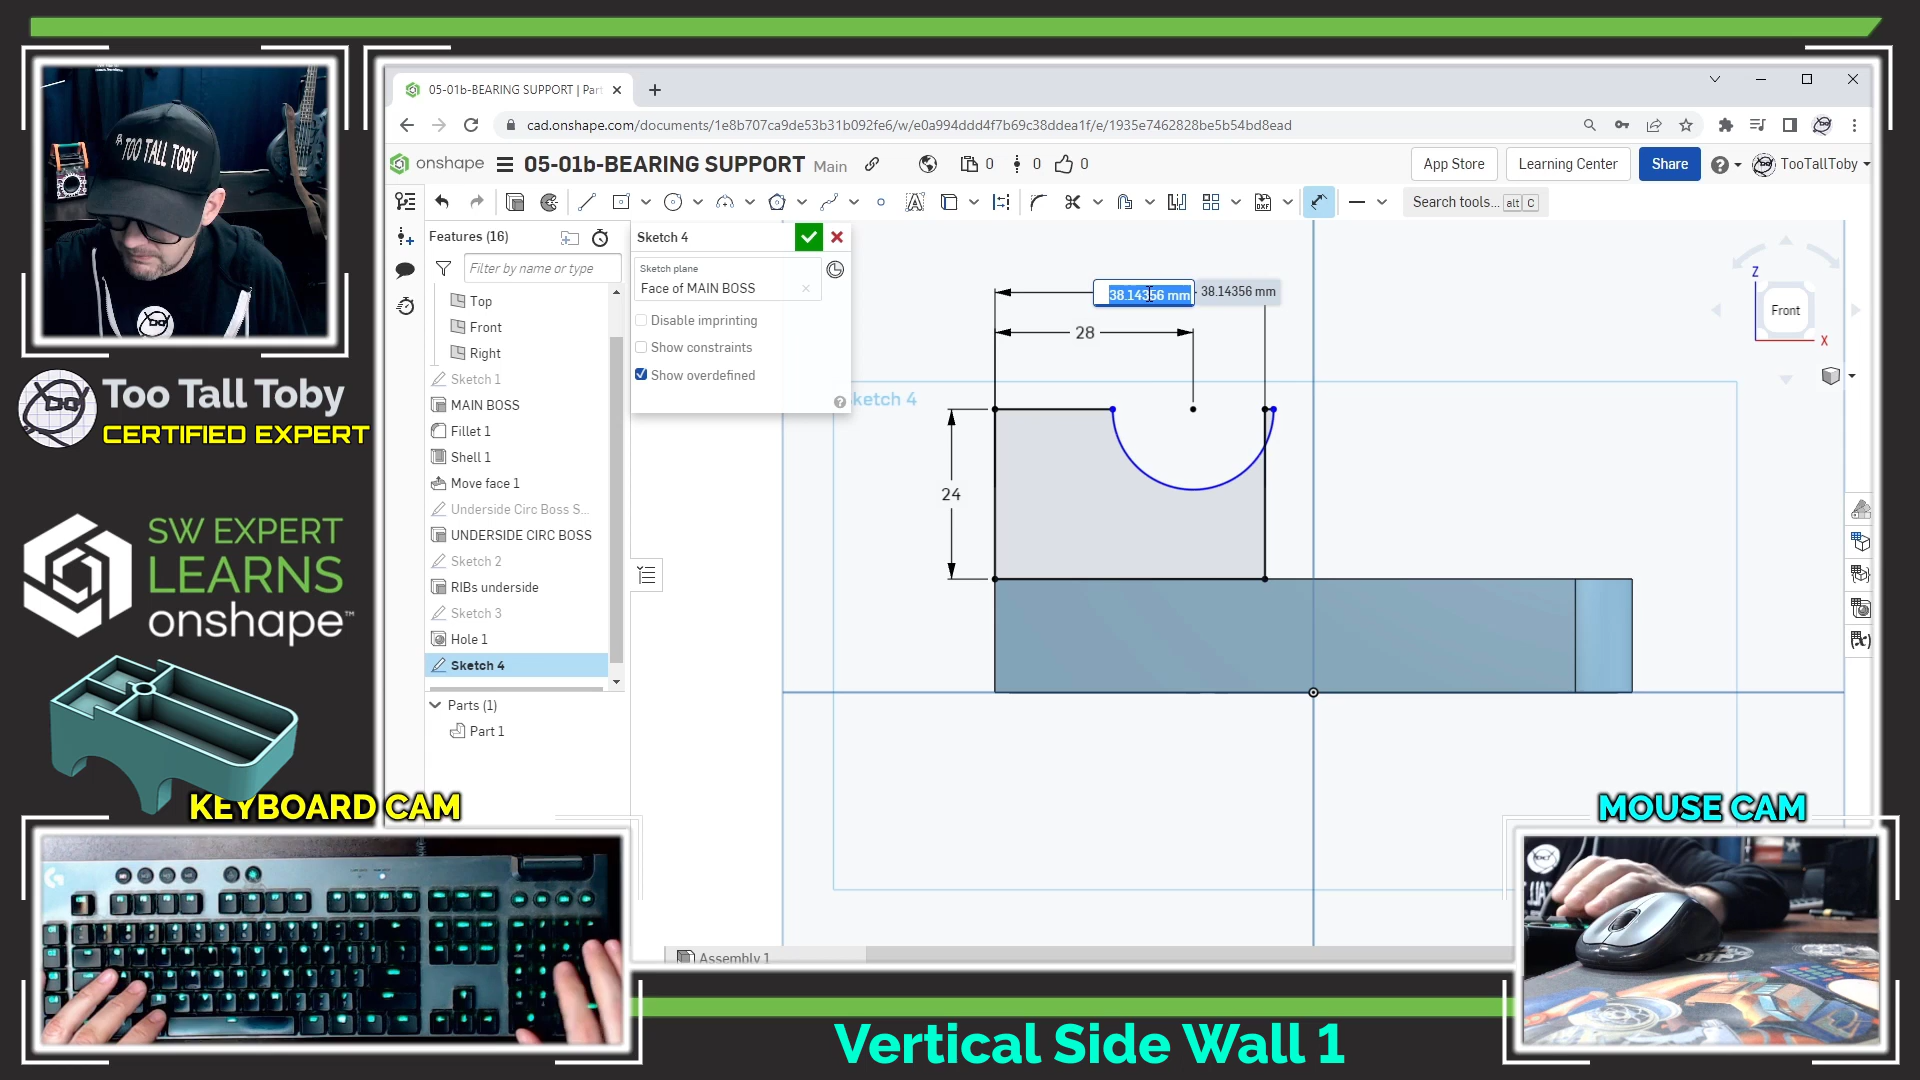 TOO TALL TOBY
Too Tall Toby
CERTIFIED EXPERT
SW EXPERT
LEARNS
onshape™
KEYBOARD CAM
MOUSE CAM
Vertical Side Wall 1
05-01b-BEARING SUPPORT | Part
cad.onshape.com/documents/1e8b707ca9de53b31b092fe6/w/e0a994ddd4f7b69c38ddea1f/e/1935e7462828be5b54bd8ead
onshape
05-01b-BEARING SUPPORT Main
0 0 0
App Store
Learning Center
Share
TooTallToby
Search tools... alt C
Features (16)
Filter by name or type
Top
Front
Right
Sketch 1
MAIN BOSS
Fillet 1
Shell 1
Move face 1
Underside Circ Boss S...
UNDERSIDE CIRC BOSS
Sketch 2
RIBs underside
Sketch 3
Hole 1
Sketch 4
Parts (1)
Part 1
Sketch 4
Sketch plane
Face of MAIN BOSS
Disable imprinting
Show constraints
Show overdefined
ketch 4
38.14356 mm
38.14356 mm
28
24
Z
Front
X
Assembly 1